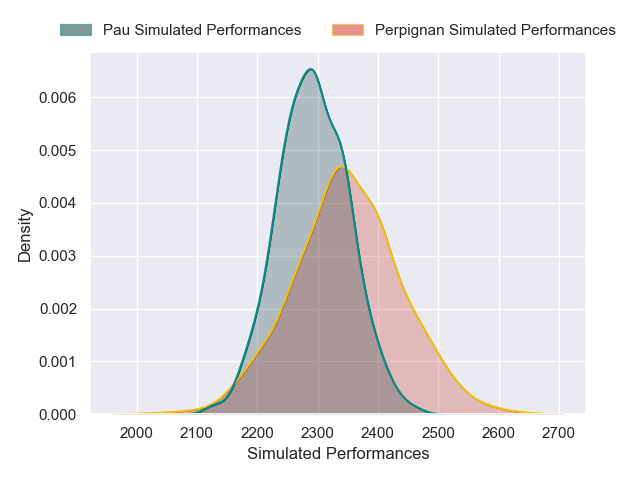 Pau Simulated Performances Perpignan Simulated Performances
0.006
0.005
0.004
0.003
0.002
0.001
0.000
Density
2000 2100 2200 2300 2400 2500 2600 2700
Simulated Performances